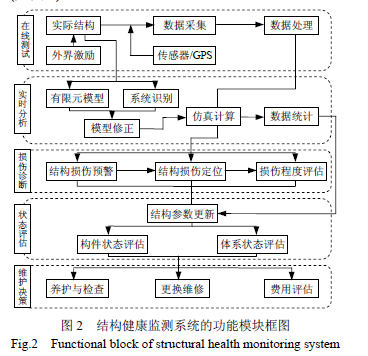 在线测试
实际结构 数据采集 数据处理
外界激励 传感器/GPS
实时分析
有限元模型 系统识别
模型修正 仿真计算 数据统计
损伤诊断
结构损伤预警 结构损伤定位 损伤程度评估
状态评估
结构参数更新
构件状态评估 体系状态评估
维护决策
养护与检查 更换维修 费用评估
图 2 结构健康监测系统的功能模块框图
Fig.2 Functional block of structural health monitoring system